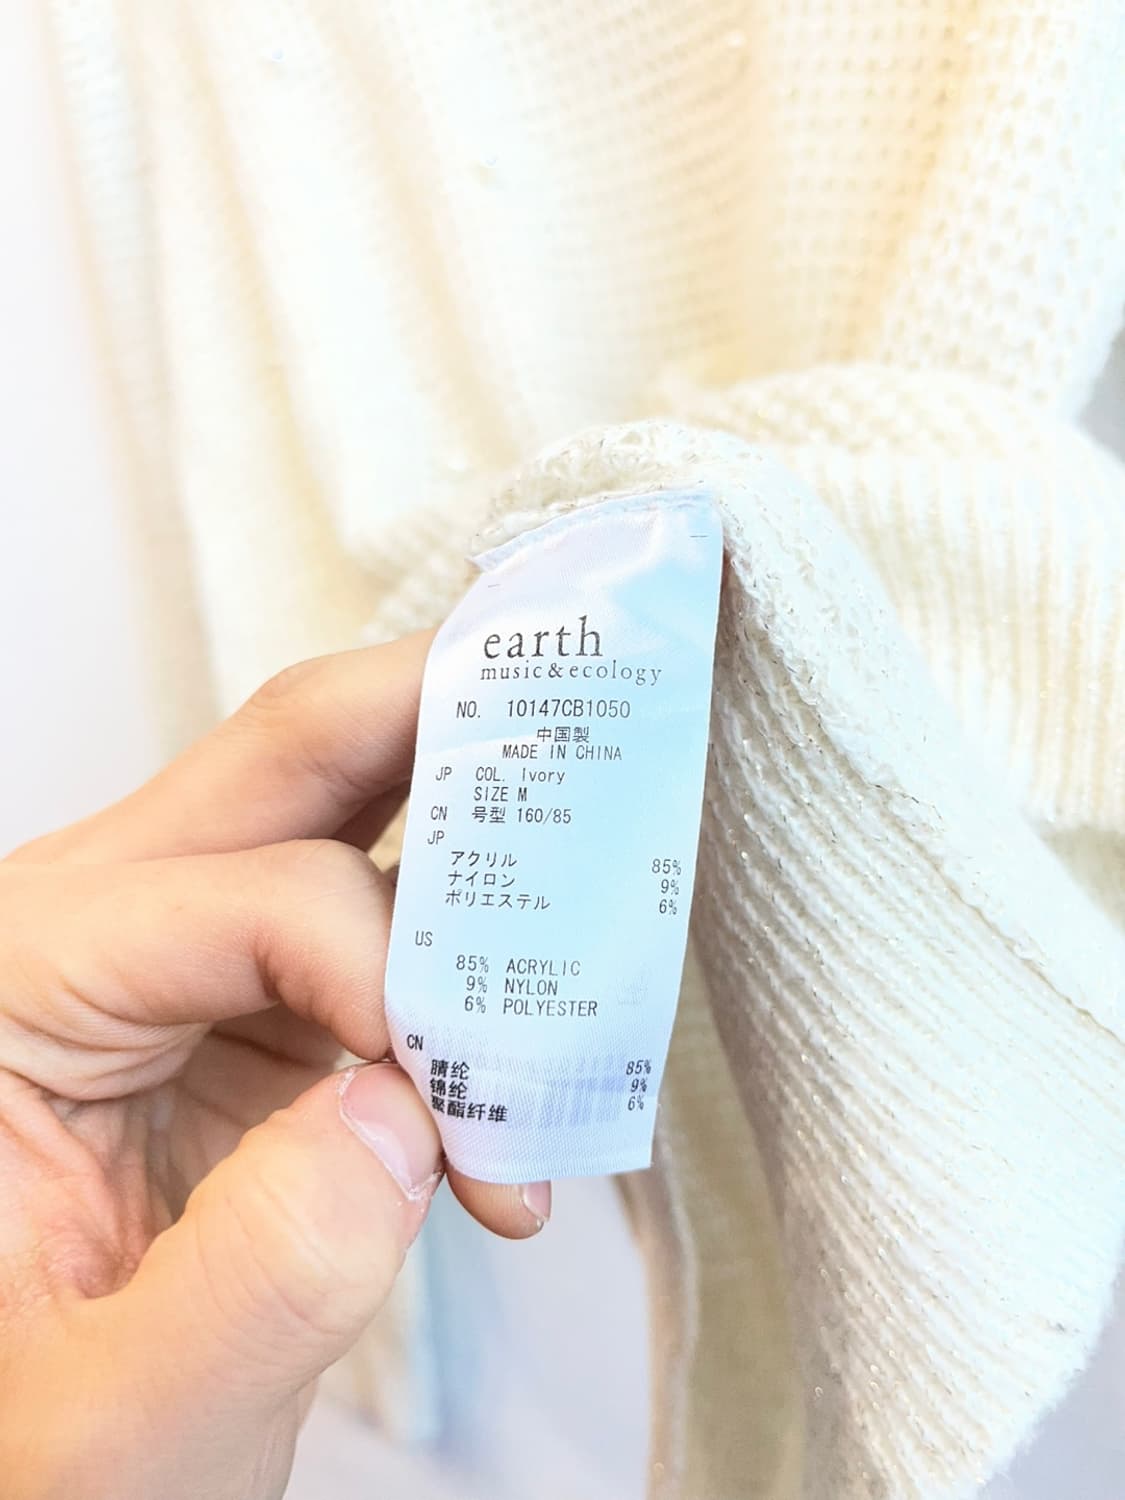 earth
music&ecology
NO. 10147CB1050
中国製
MADE IN CHINA
JP COL. Ivory
SIZE M
CN 号型 160/85
JP
アクリル 85%
ナイロン 9%
ポリエステル 6%
US
85% ACRYLIC
9% NYLON
6% POLYESTER
CN
腈纶 85%
锦纶 9%
聚酯纤维 6%